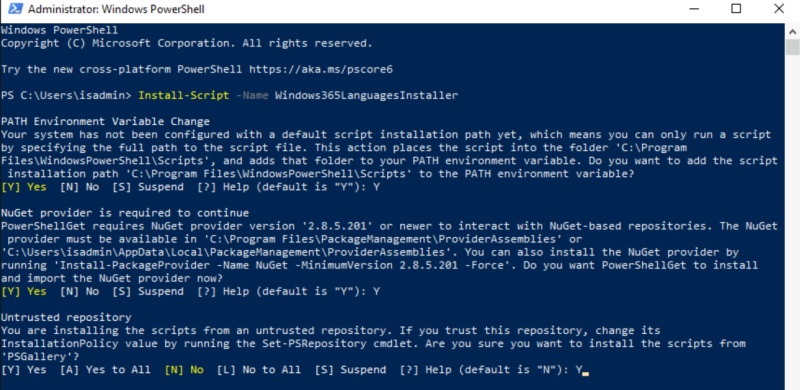 Administrator: Windows PowerShell
Windows PowerShell
Copyright (C) Microsoft Corporation. All rights reserved.
Try the new cross-platform PowerShell https://aka.ms/pscore6
PS C:\Users\isadmin> Install-Script -Name Windows365LanguagesInstaller
PATH Environment Variable Change
Your system has not been configured with a default script installation path yet, which means you can only run a script
by specifying the full path to the script file. This action places the script into the folder 'C:\Program
Files\WindowsPowerShell\Scripts', and adds that folder to your PATH environment variable. Do you want to add the script
 installation path 'C:\Program Files\WindowsPowerShell\Scripts' to the PATH environment variable?
[Y] Yes  [N] No  [S] Suspend  [?] Help (default is "Y"): Y
NuGet provider is required to continue
PowerShellGet requires NuGet provider version '2.8.5.201' or newer to interact with NuGet-based repositories. The NuGet
 provider must be available in 'C:\Program Files\PackageManagement\ProviderAssemblies' or
'C:\Users\isadmin\AppData\Local\PackageManagement\ProviderAssemblies'. You can also install the NuGet provider by
running 'Install-PackageProvider -Name NuGet -MinimumVersion 2.8.5.201 -Force'. Do you want PowerShellGet to install
and import the NuGet provider now?
[Y] Yes  [N] No  [S] Suspend  [?] Help (default is "Y"): Y
Untrusted repository
You are installing the scripts from an untrusted repository. If you trust this repository, change its
InstallationPolicy value by running the Set-PSRepository cmdlet. Are you sure you want to install the scripts from
'PSGallery'?
[Y] Yes  [A] Yes to All  [N] No  [L] No to All  [S] Suspend  [?] Help (default is "N"): Y